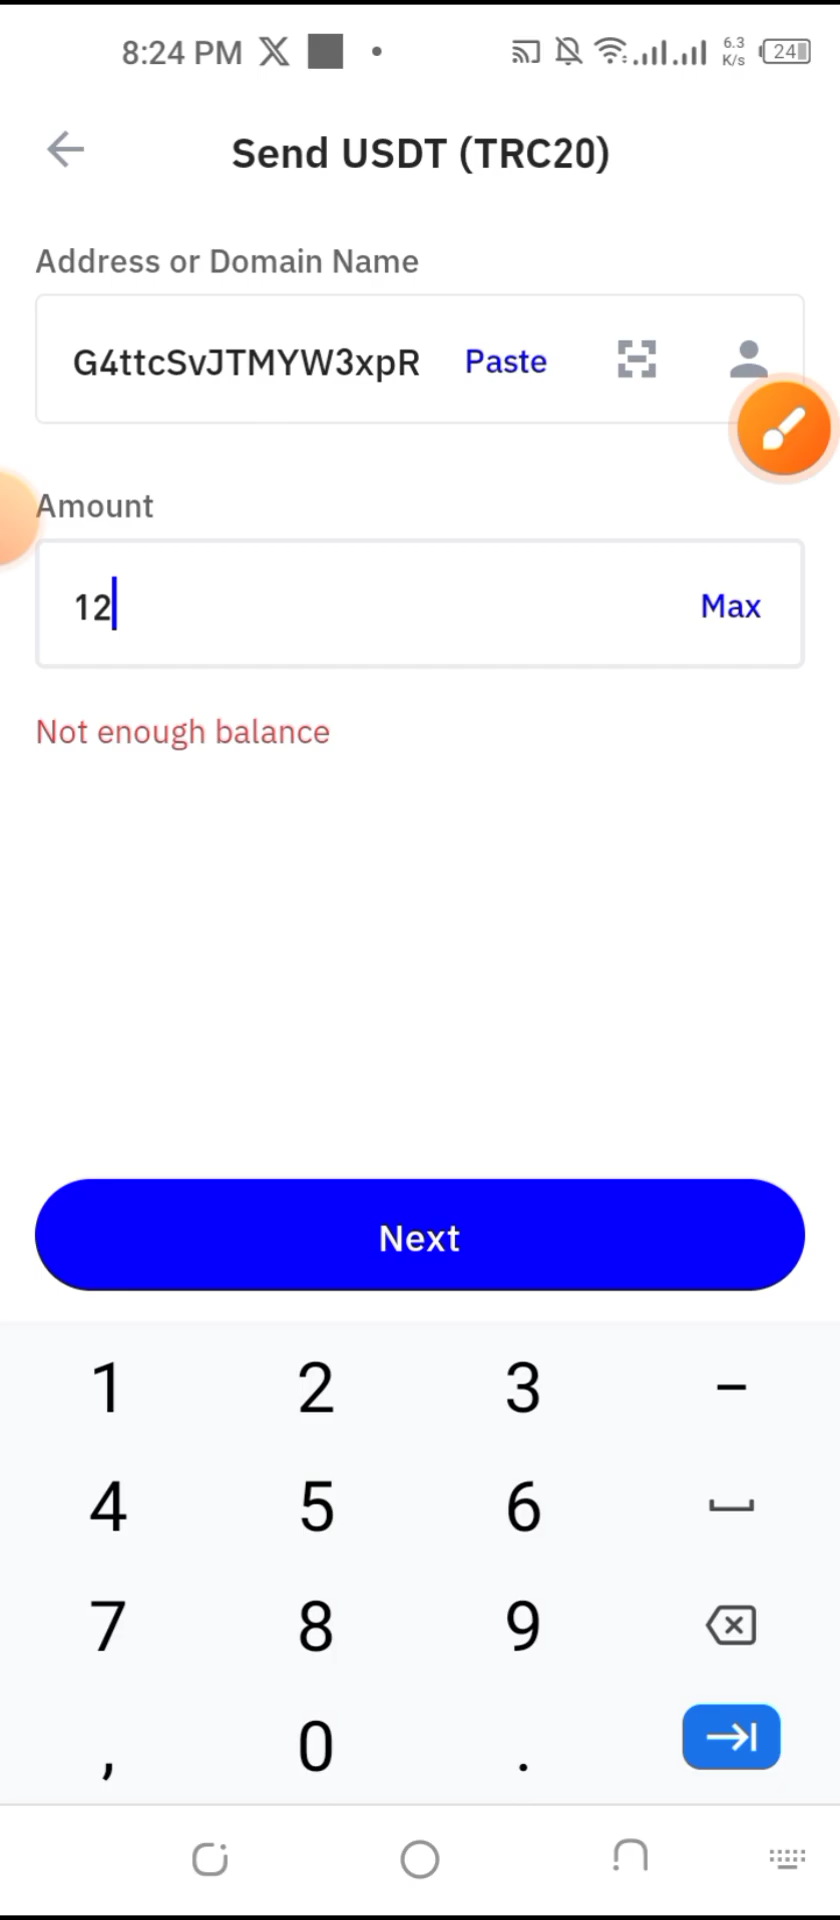 8:24 PM
6.3
K/s
24
Send USDT (TRC20)
Address or Domain Name
G4ttcSvJTMYW3xpR Paste
Amount
12 Max
Not enough balance
Next
1 2 3 –
4 5 6
7 8 9
, 0 .